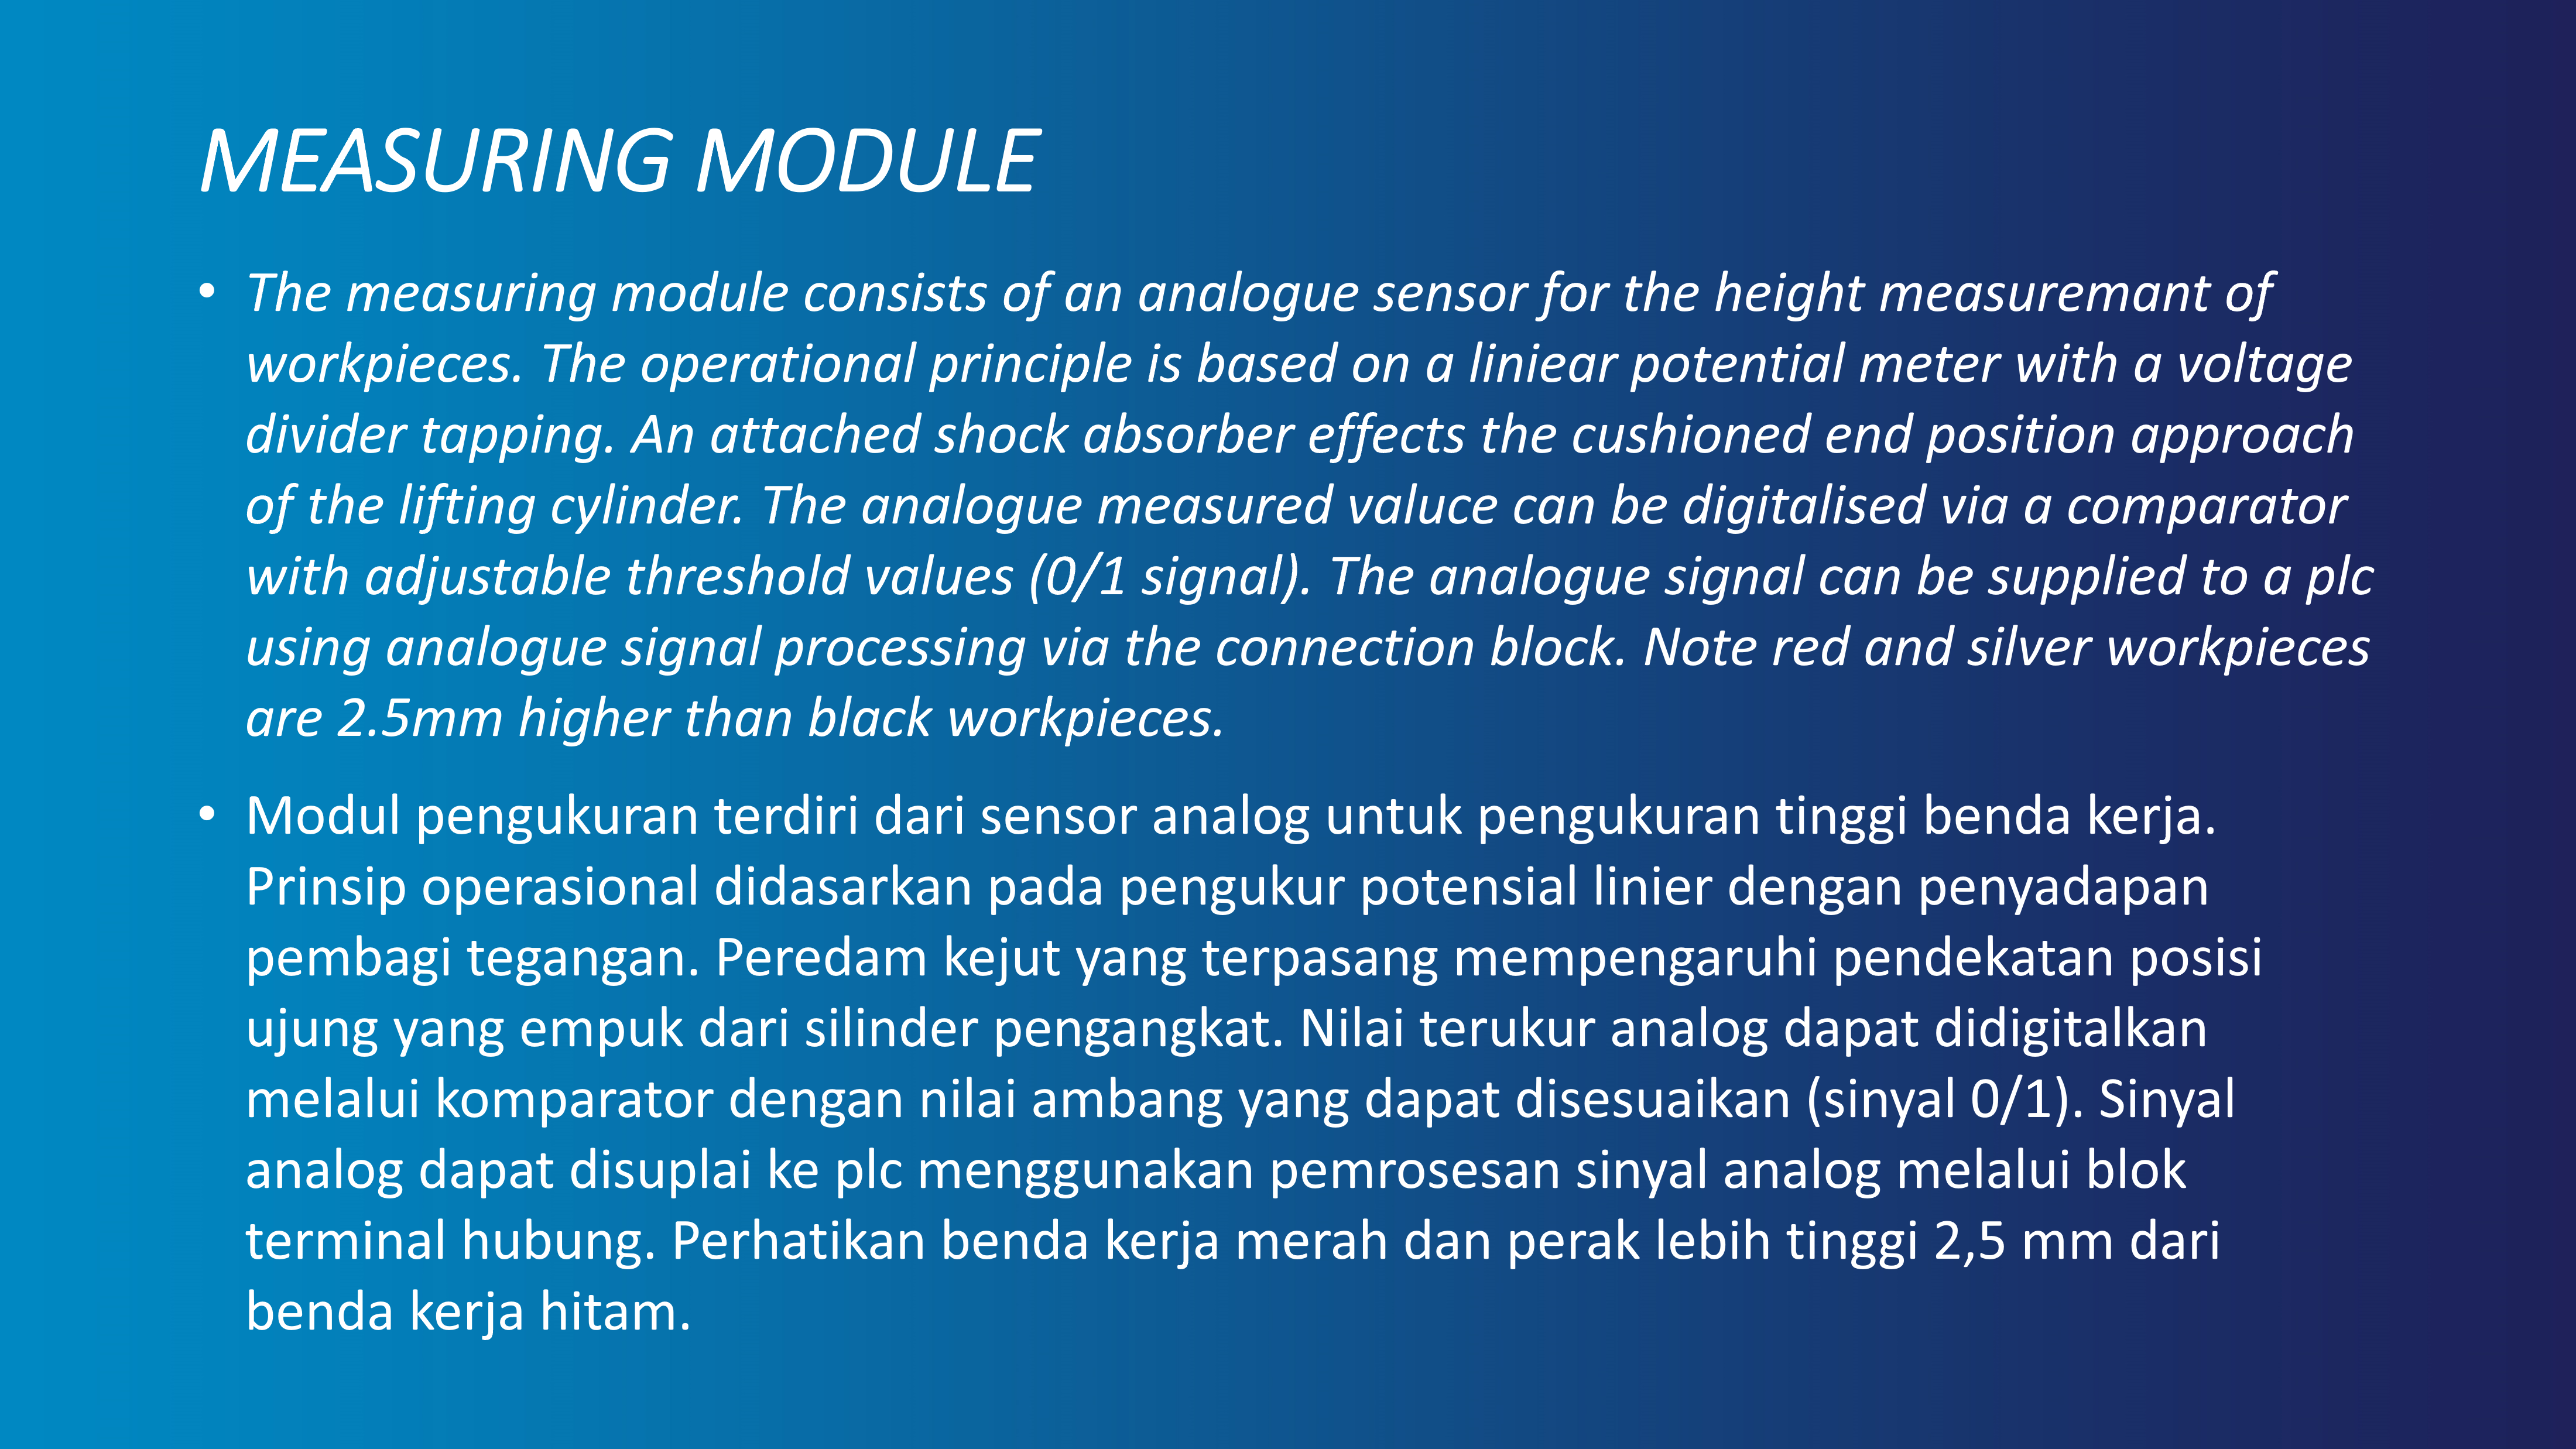 MEASURING MODULE
• The measuring module consists of an analogue sensor for the height measuremant of
workpieces. The operational principle is based on a liniear potential meter with a voltage
divider tapping. An attached shock absorber effects the cushioned end position approach
of the lifting cylinder. The analogue measured valuce can be digitalised via a comparator
with adjustable threshold values (0/1 signal). The analogue signal can be supplied to a plc
using analogue signal processing via the connection block. Note red and silver workpieces
are 2.5mm higher than black workpieces.
• Modul pengukuran terdiri dari sensor analog untuk pengukuran tinggi benda kerja.
Prinsip operasional didasarkan pada pengukur potensial linier dengan penyadapan
pembagi tegangan. Peredam kejut yang terpasang mempengaruhi pendekatan posisi
ujung yang empuk dari silinder pengangkat. Nilai terukur analog dapat didigitalkan
melalui komparator dengan nilai ambang yang dapat disesuaikan (sinyal 0/1). Sinyal
analog dapat disuplai ke plc menggunakan pemrosesan sinyal analog melalui blok
terminal hubung. Perhatikan benda kerja merah dan perak lebih tinggi 2,5 mm dari
benda kerja hitam.